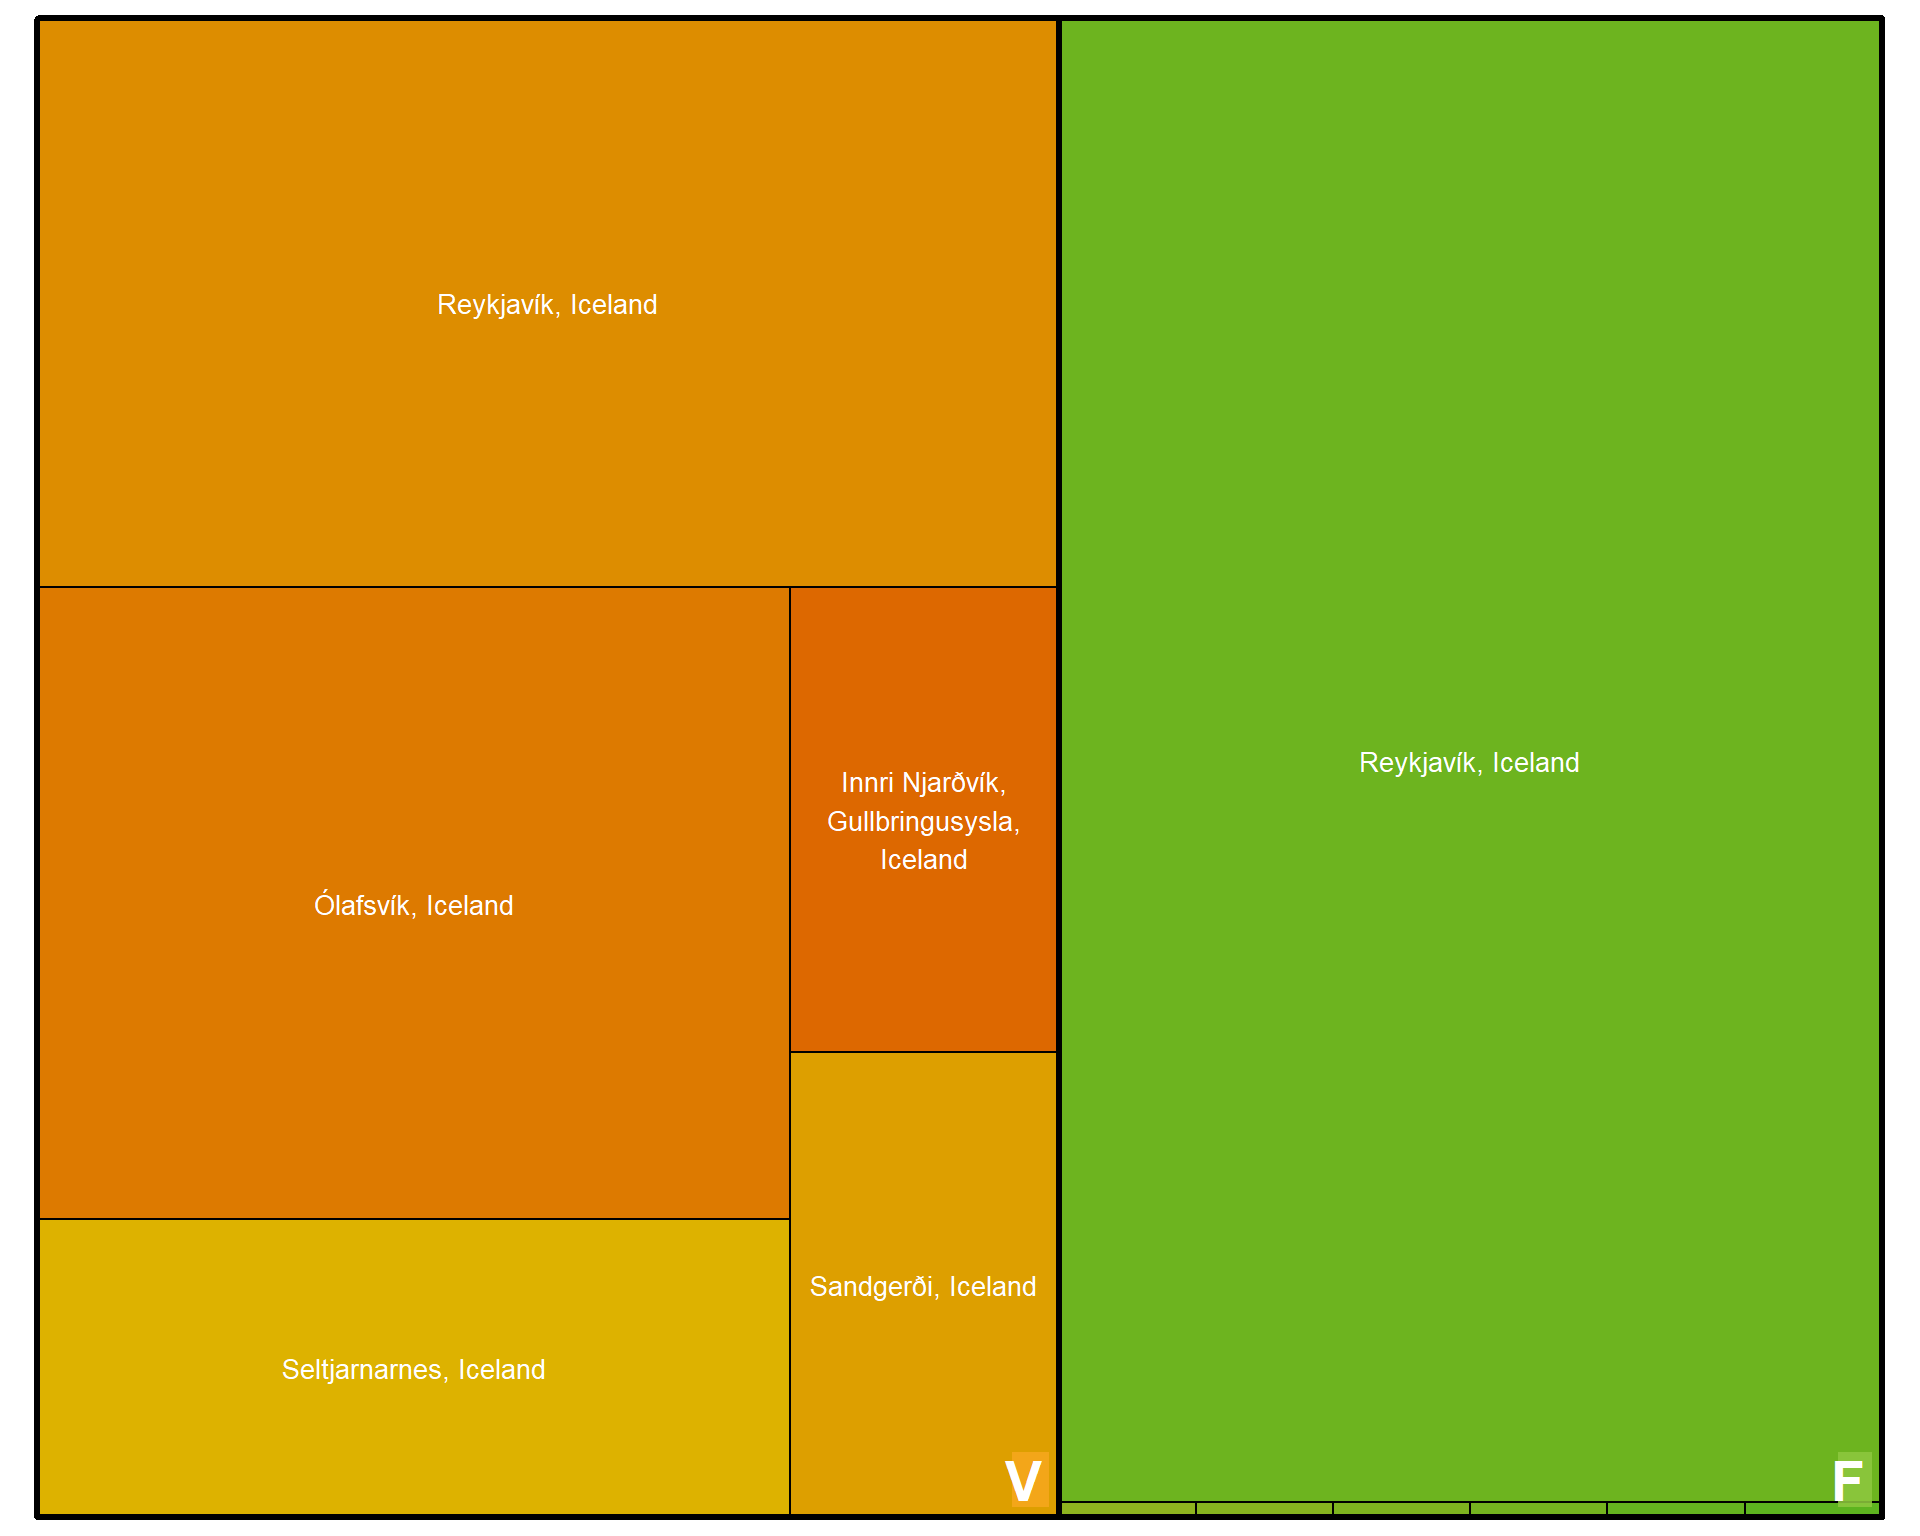 Reykjavík, Iceland
Ólafsvík, Iceland
Innri Njarðvík,
Gullbringusysla,
Iceland
Seltjarnarnes, Iceland
Sandgerði, Iceland
V
Reykjavík, Iceland
F